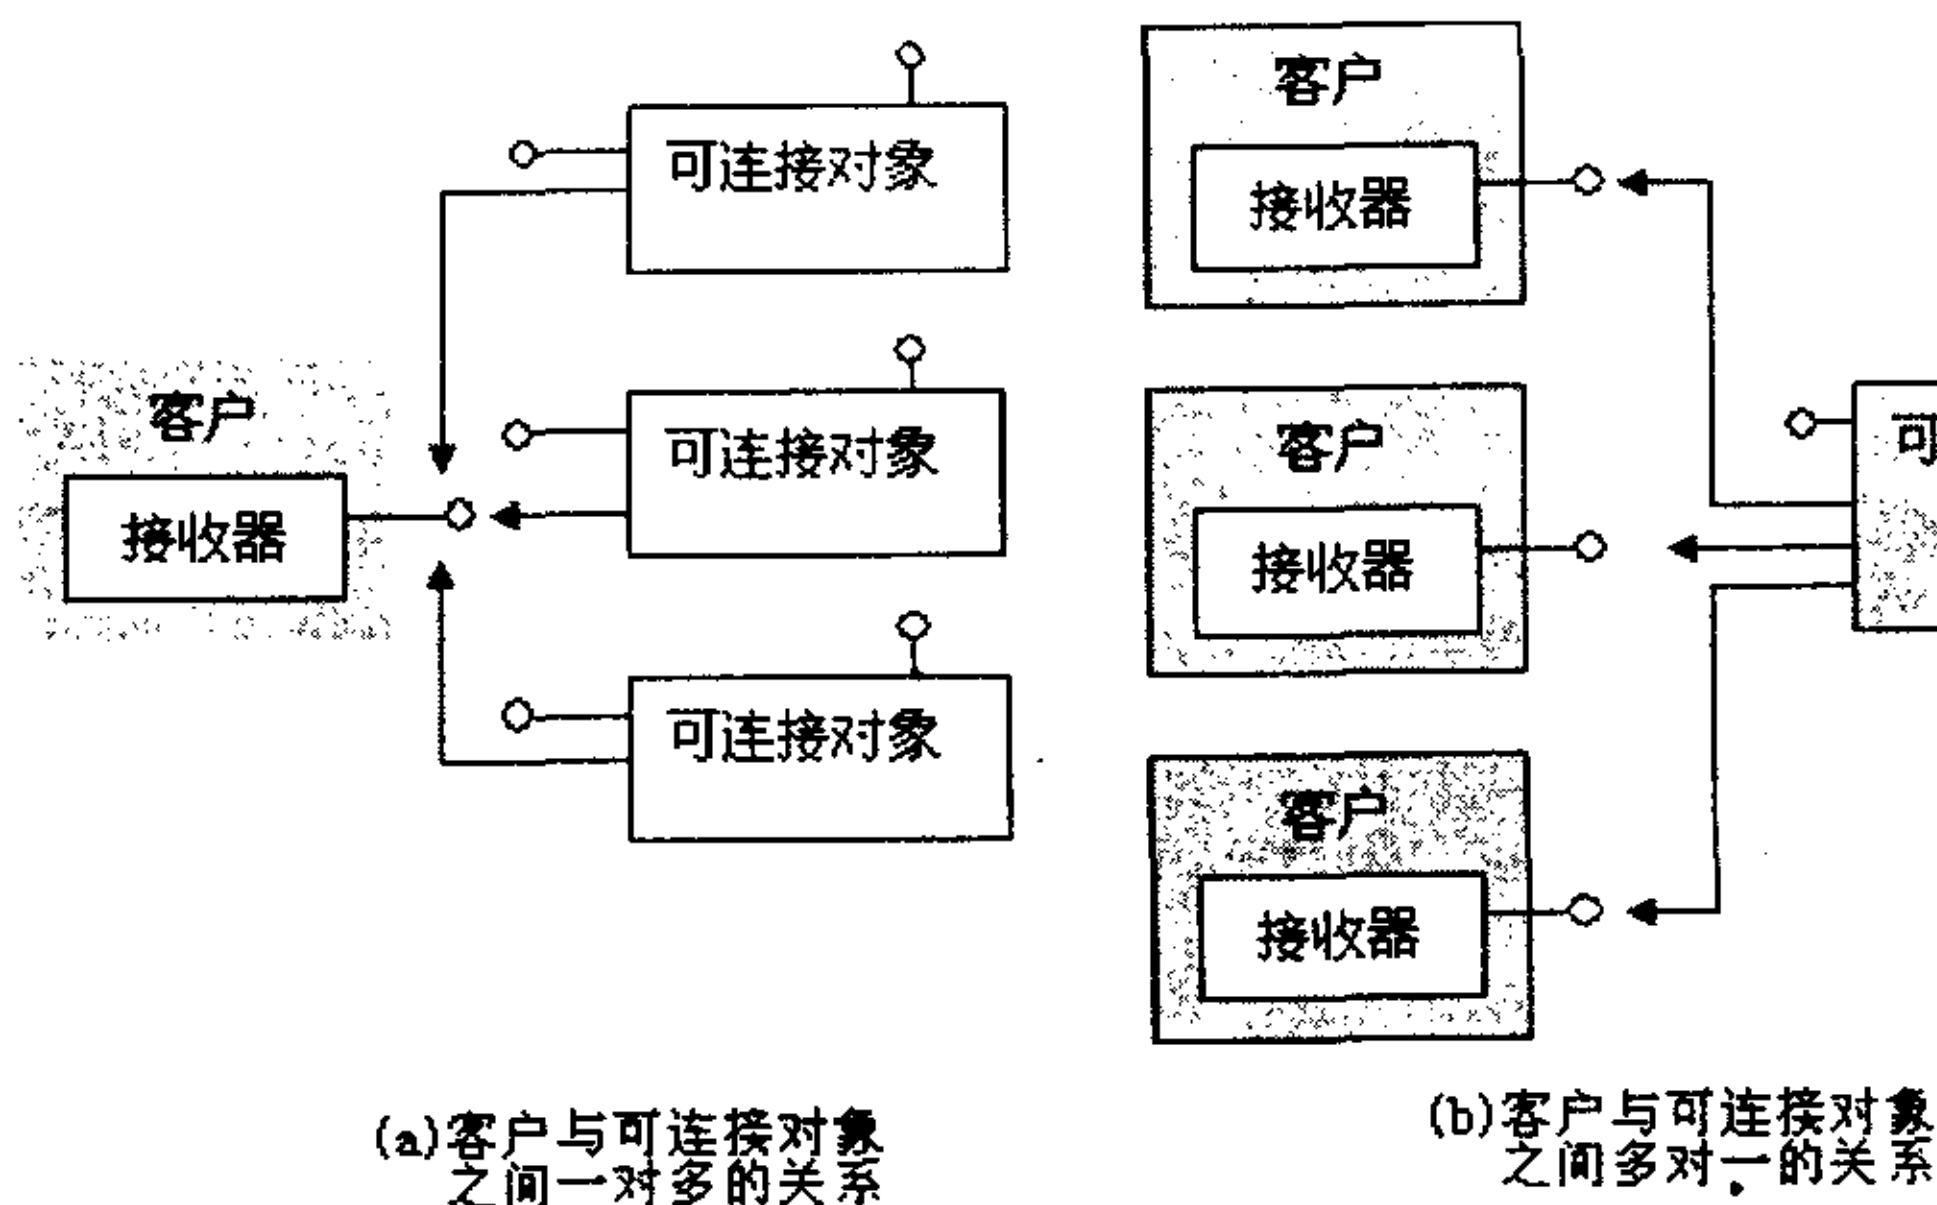 可连接对象
客户
接收器
可连接对象
可连接对象
(a)客户与可连接对象
之间一对多的关系
客户
接收器
客户
接收器
客户
接收器
可
(b)客户与可连接对象
之间多对一的关系